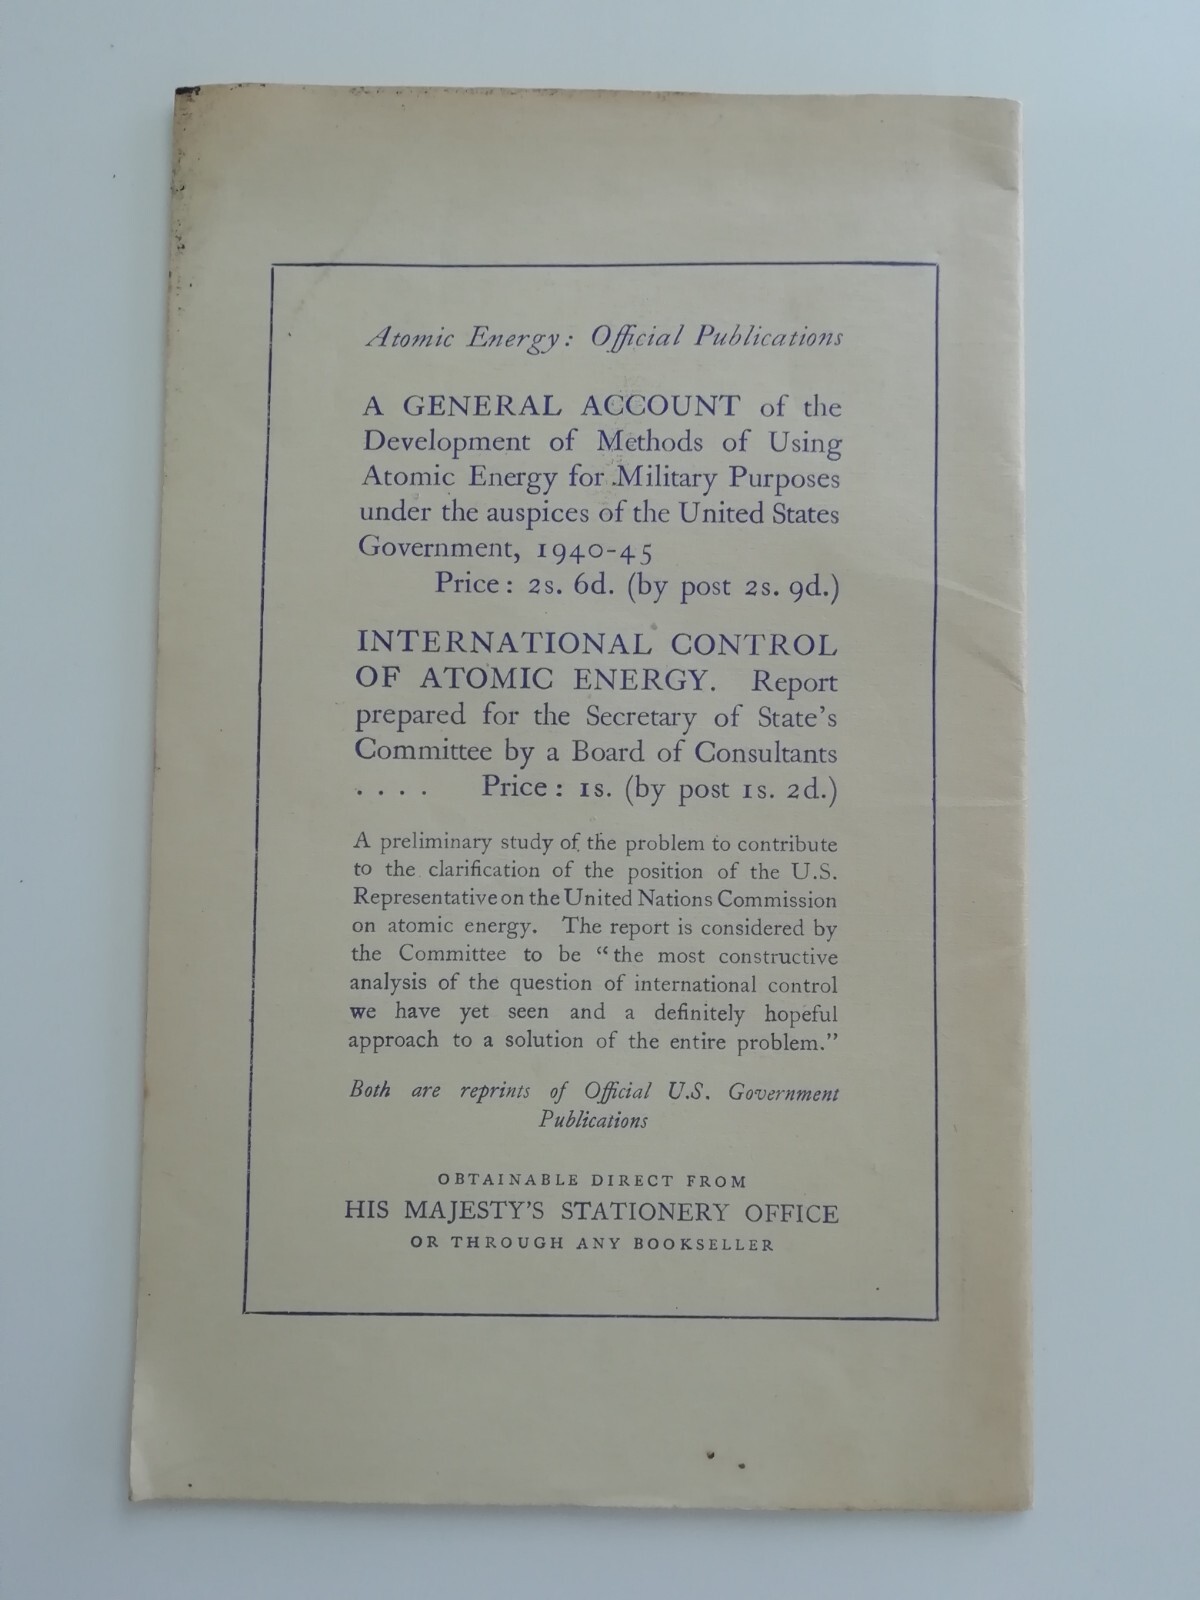 Atomic Energy: Official Publications
A GENERAL ACCOUNT of the
Development of Methods of Using
Atomic Energy for Military Purposes
under the auspices of the United States
Government, 1940-45
Price: 2s. 6d. (by post 2s. 9d.)
INTERNATIONAL CONTROL
OF ATOMIC ENERGY. Report
prepared for the Secretary of State's
Committee by a Board of Consultants
. . . . Price: 1s. (by post 1s. 2d.)
A preliminary study of the problem to contribute
to the clarification of the position of the U.S.
Representative on the United Nations Commission
on atomic energy. The report is considered by
the Committee to be “the most constructive
analysis of the question of international control
we have yet seen and a definitely hopeful
approach to a solution of the entire problem.”
Both are reprints of Official U.S. Government
Publications
OBTAINABLE DIRECT FROM
HIS MAJESTY'S STATIONERY OFFICE
OR THROUGH ANY BOOKSELLER